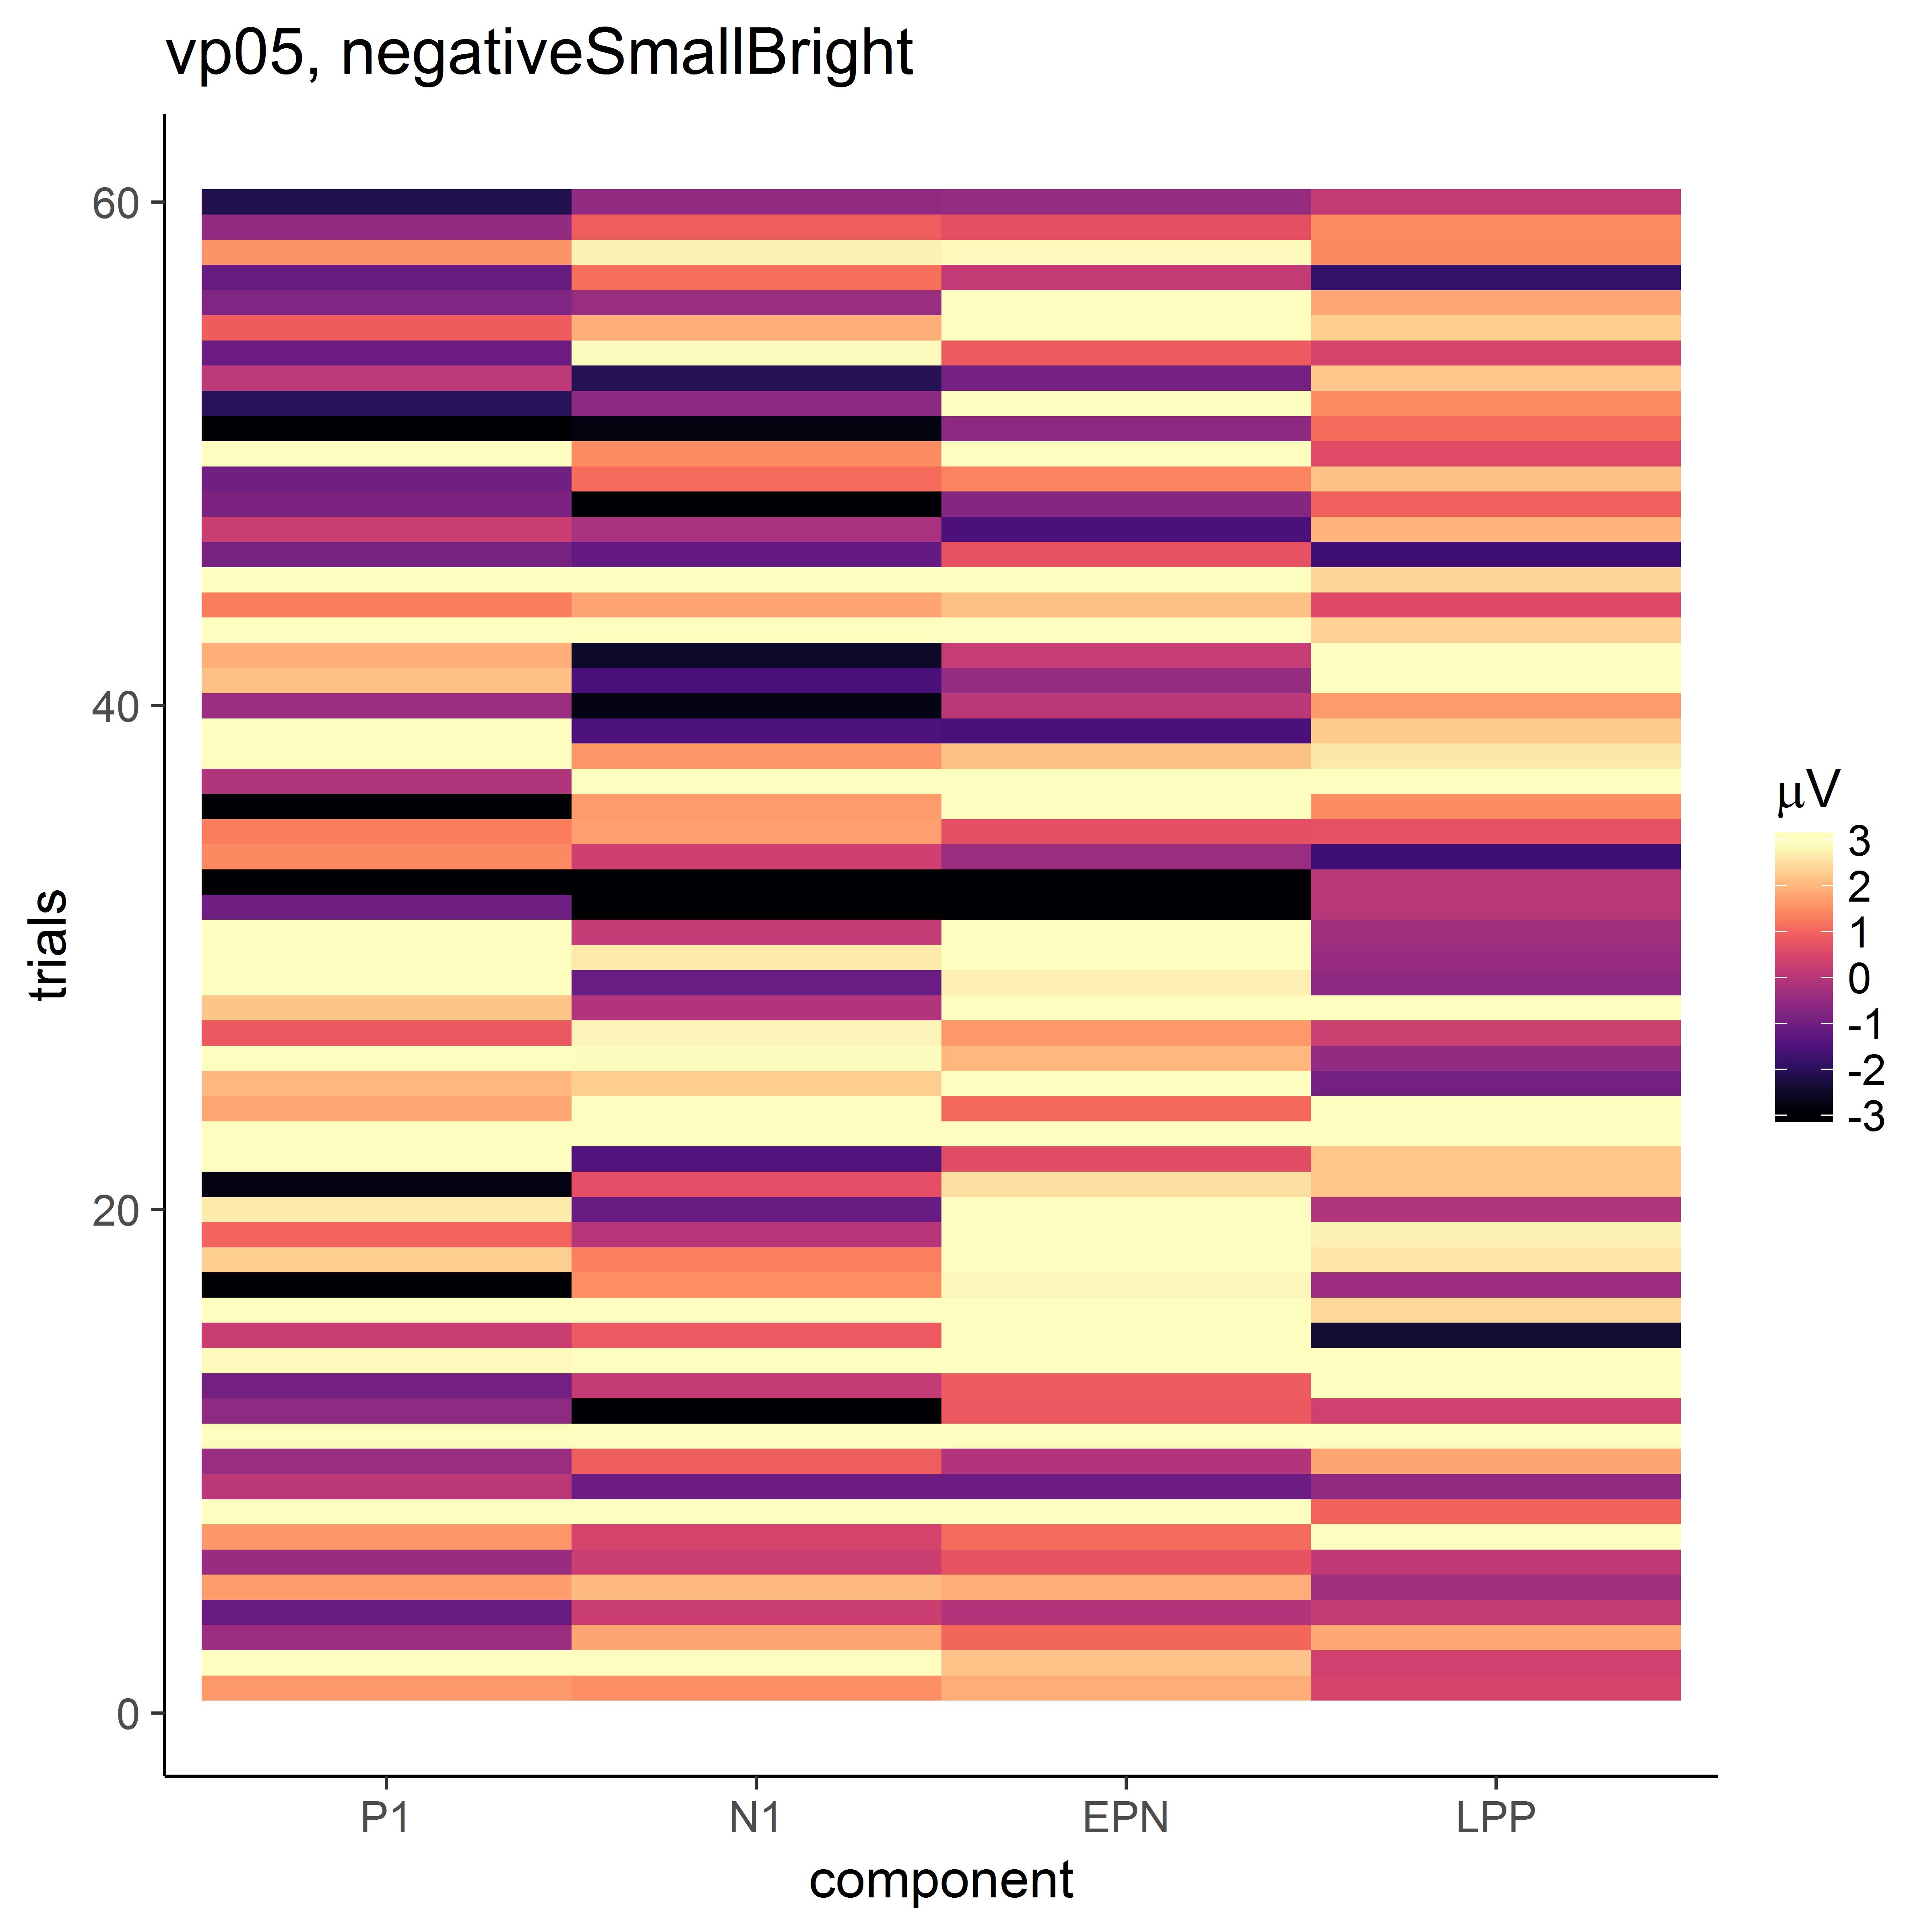 vp05, negativeSmallBright
60
40
20
0
trials
P1 N1 EPN LPP
component
μV
3
2
1
0
-1
-2
-3